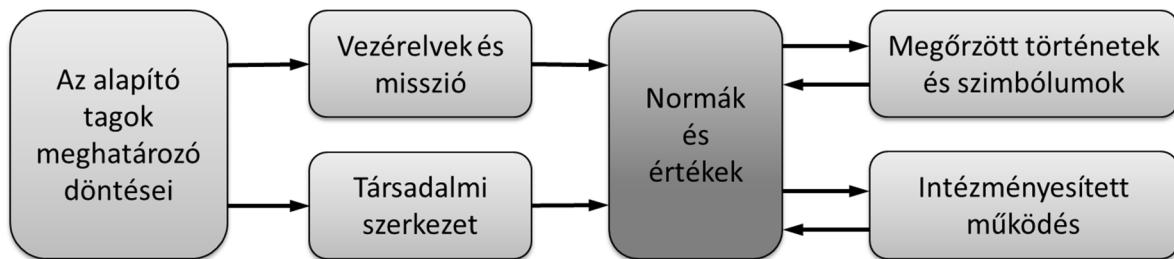 Az alapító
tagok
meghatározó
döntései
Vezérelvek és
misszió
Társadalmi
szerkezet
Normák
és
értékek
Megőrzött történetek
és szimbólumok
Intézményesített
működés